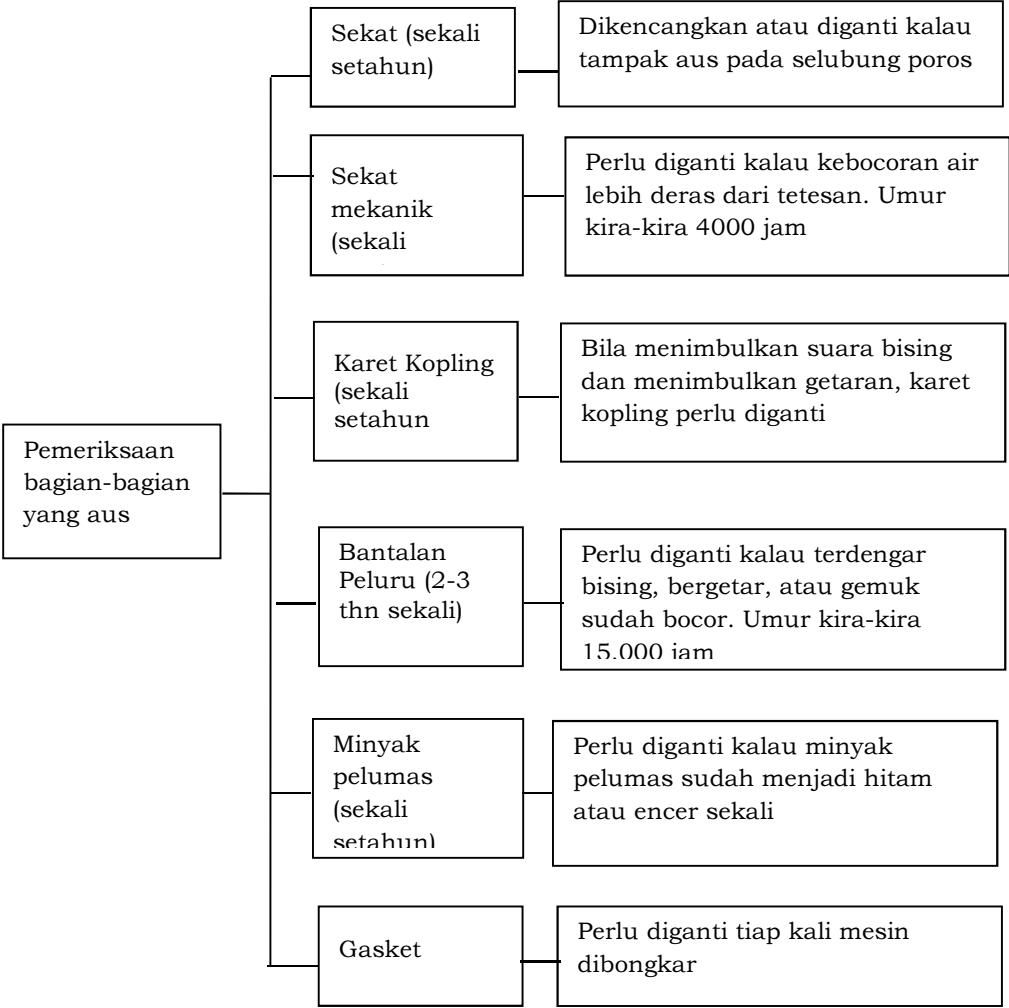 Sekat (sekali
setahun)
Dikencangkan atau diganti kalau
tampak aus pada selubung poros
Sekat
mekanik
(sekali
Perlu diganti kalau kebocoran air
lebih deras dari tetesan. Umur
kira-kira 4000 jam
Karet Kopling
(sekali
setahun
Bila menimbulkan suara bising
dan menimbulkan getaran, karet
kopling perlu diganti
Pemeriksaan
bagian-bagian
yang aus
Bantalan
Peluru (2-3
thn sekali)
Perlu diganti kalau terdengar
bising, bergetar, atau gemuk
sudah bocor. Umur kira-kira
15.000 jam
Minyak
pelumas
(sekali
setahun)
Perlu diganti kalau minyak
pelumas sudah menjadi hitam
atau encer sekali
Gasket
Perlu diganti tiap kali mesin
dibongkar